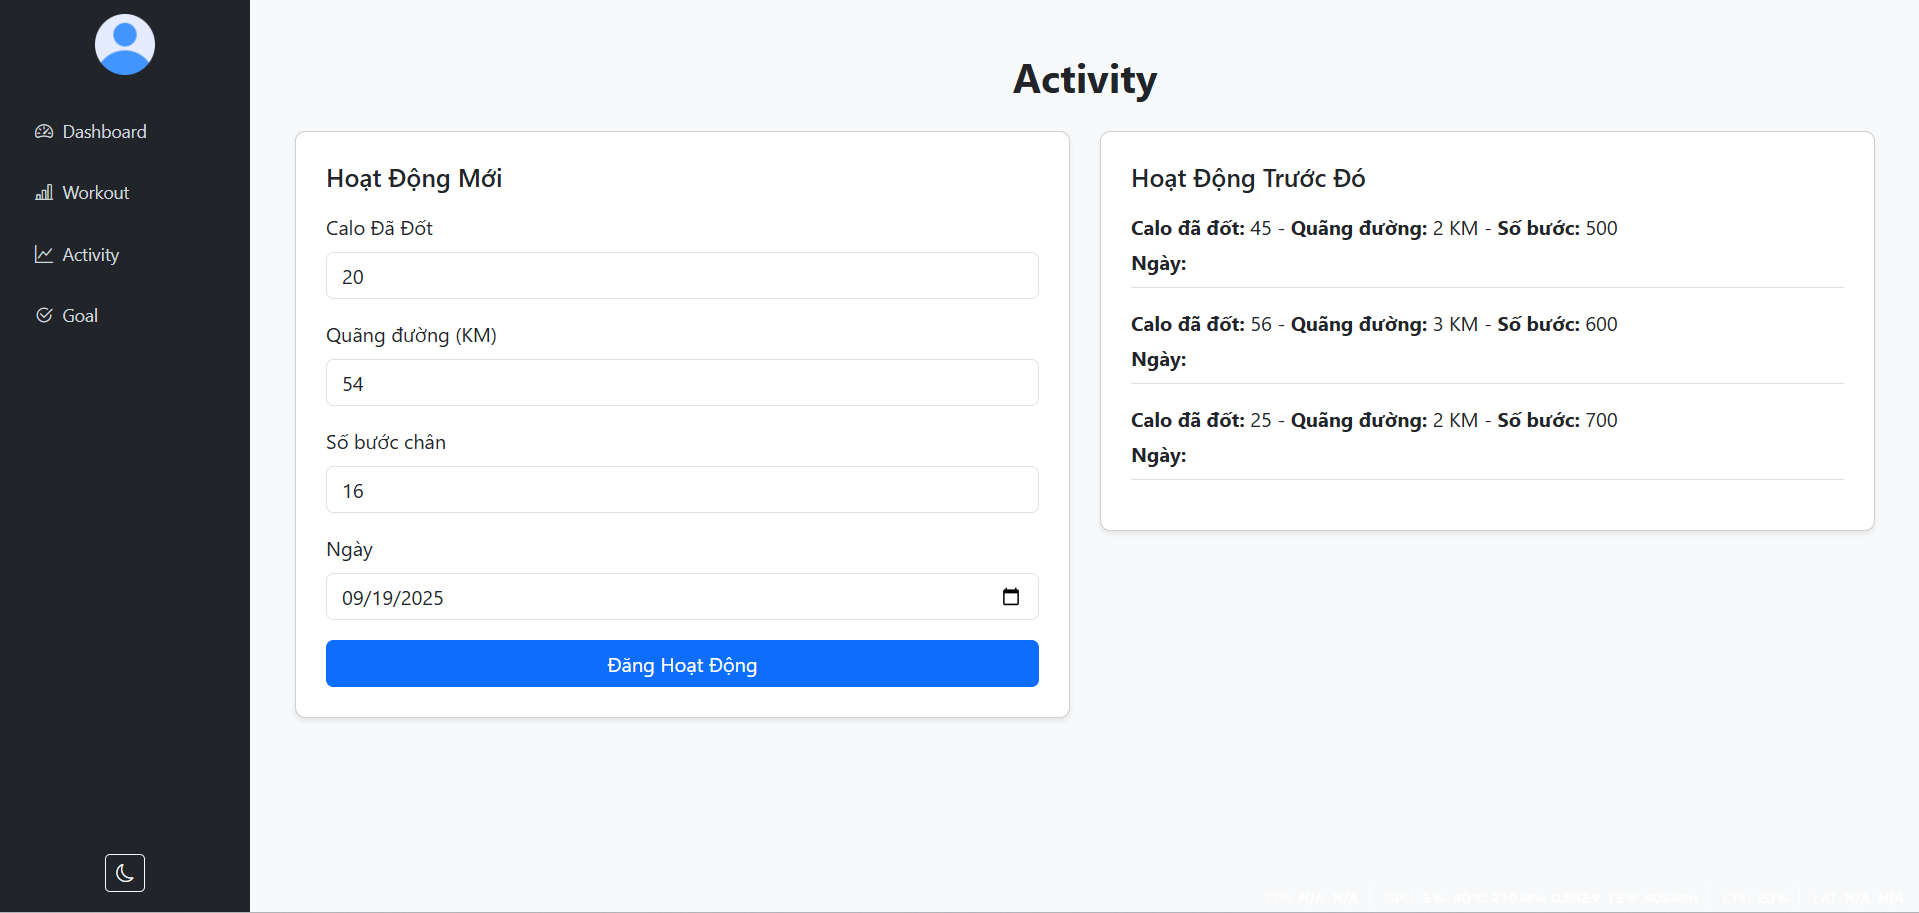 Dashboard
Workout
Activity
Goal
Activity
Hoạt Động Mới
Calo Đã Đốt
20
Quãng đường (KM)
54
Số bước chân
16
Ngày
09/19/2025
Đăng Hoạt Động
Hoạt Động Trước Đó
Calo đã đốt: 45 - Quãng đường: 2 KM - Số bước: 500
Ngày:
Calo đã đốt: 56 - Quãng đường: 3 KM - Số bước: 600
Ngày:
Calo đã đốt: 25 - Quãng đường: 2 KM - Số bước: 700
Ngày: